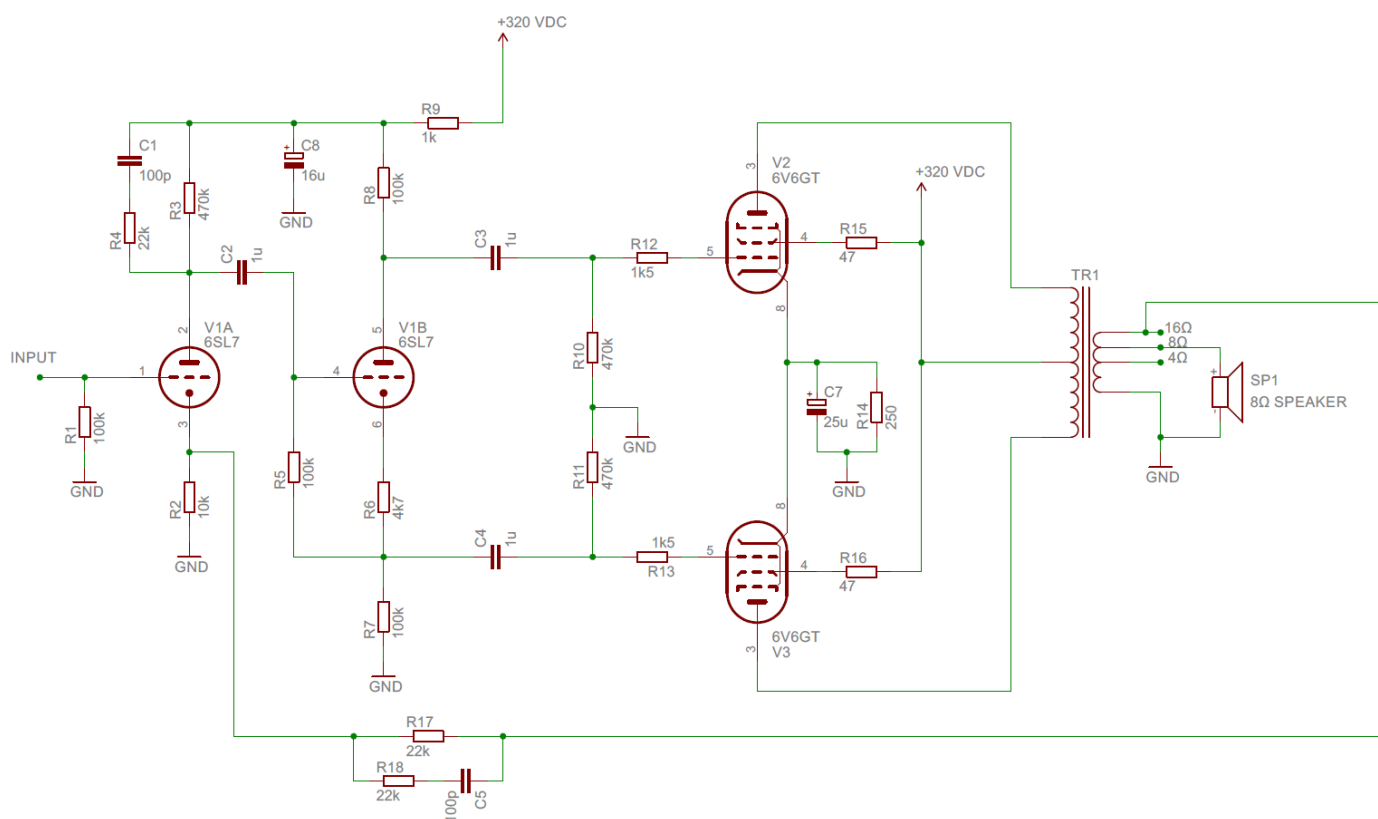 +320 VDC
R9
1k
C1
100p
R3
470k
C8
+
16u
GND
R8
100k
R4
22k
C2
1u
C3
1u
R12
1k5
3
V2
6V6GT
4
5
8
R15
47
+320 VDC
TR1
INPUT
1
2
V1A
6SL7
3
4
5
V1B
6SL7
6
R1
100k
GND
R2
10k
GND
R5
100k
R6
4k7
R10
470k
GND
R11
470k
+
C7
25u
R14
250
GND
16Ω
8Ω
4Ω
+
-
SP1
8Ω SPEAKER
GND
C4
1u
1k5
R13
5
8
4
R16
47
6V6GT
V3
3
R7
100k
GND
R17
22k
R18
22k
100p
C5